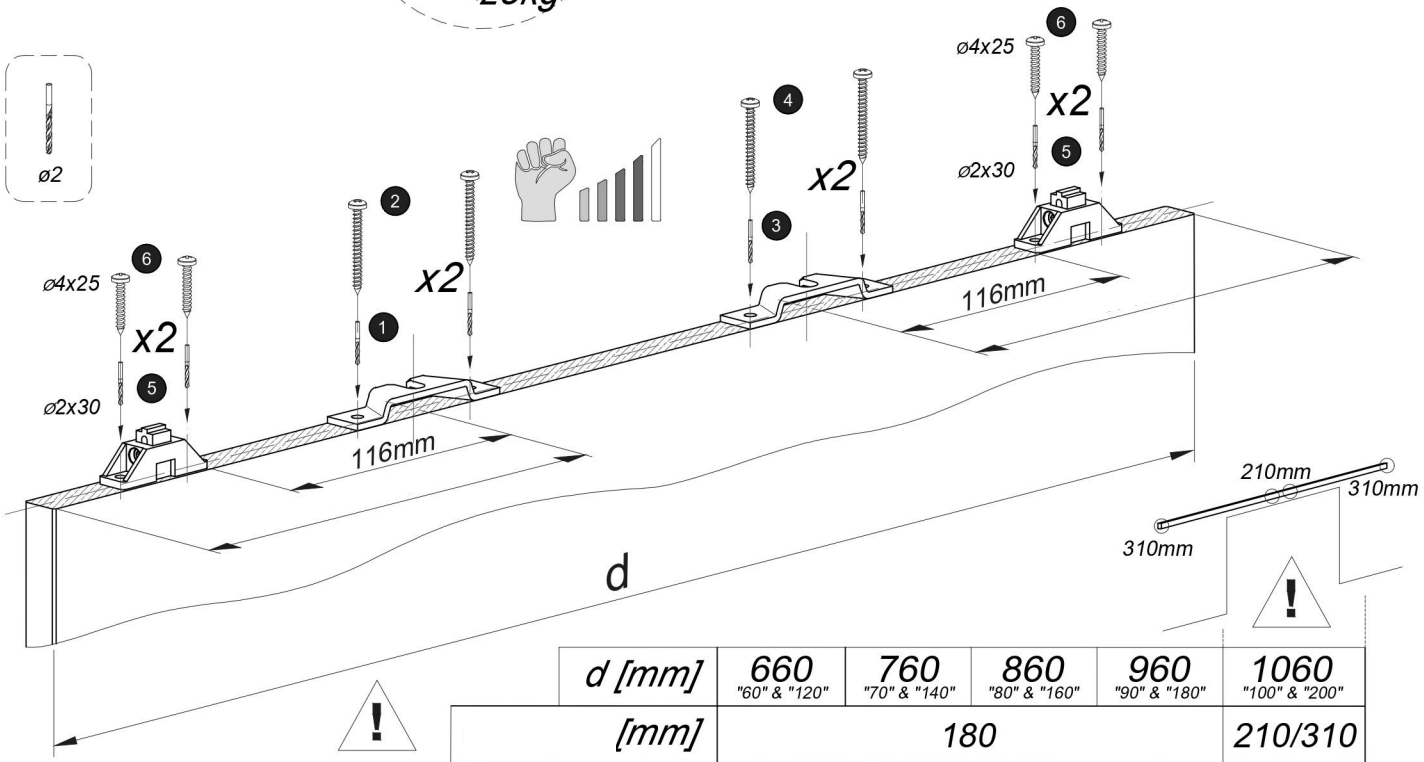 25kg
ø2
6
ø4x25
x2
5
ø2x30
2
x2
1
4
x2
3
6
ø4x25
x2
5
ø2x30
116mm
116mm
d
210mm
310mm
310mm
!
!
d [mm] 660 760 860 960 1060
"60" & "120" "70" & "140" "80" & "160" "90" & "180" "100" & "200"
[mm] 180 210/310